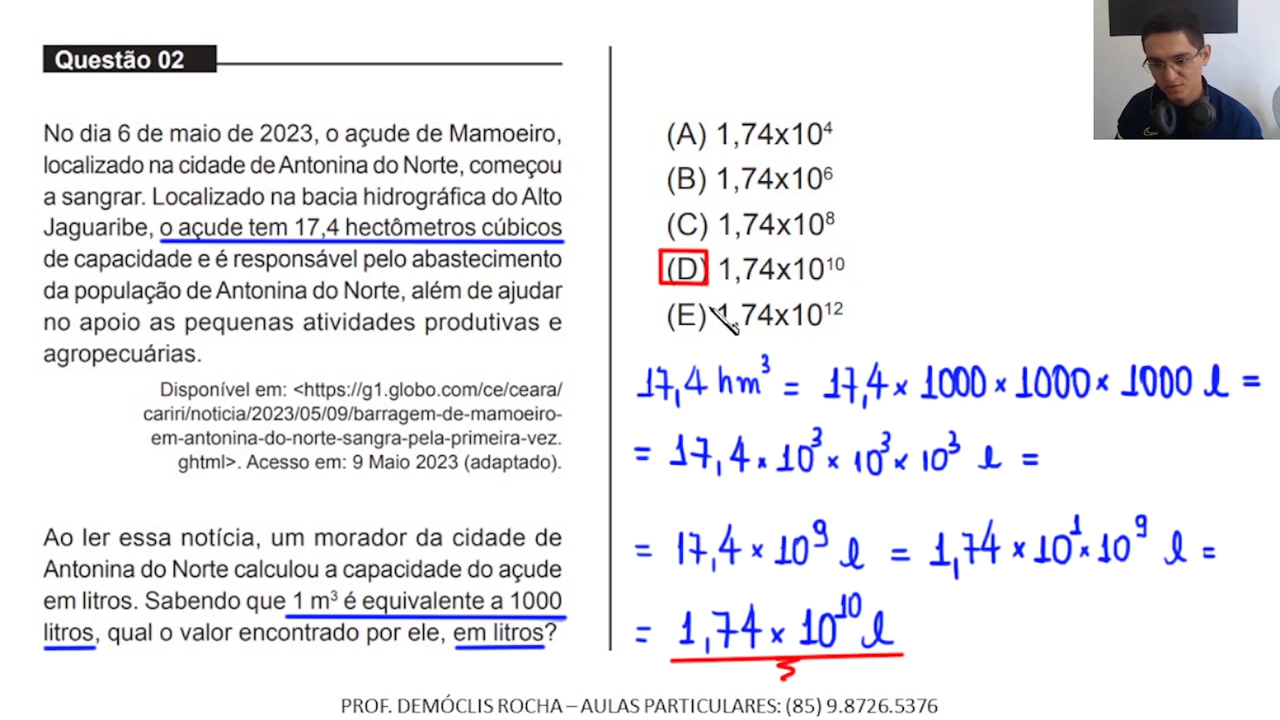 Questão 02
No dia 6 de maio de 2023, o açude de Mamoeiro,
localizado na cidade de Antonina do Norte, começou
a sangrar. Localizado na bacia hidrográfica do Alto
Jaguaribe, o açude tem 17,4 hectômetros cúbicos
de capacidade e é responsável pelo abastecimento
da população de Antonina do Norte, além de ajudar
no apoio as pequenas atividades produtivas e
agropecuárias.
Disponível em: <https://g1.globo.com/ce/ceara/
cariri/noticia/2023/05/09/barragem-de-mamoeiro-
em-antonina-do-norte-sangra-pela-primeira-vez.
ghtml>. Acesso em: 9 Maio 2023 (adaptado).
Ao ler essa notícia, um morador da cidade de
Antonina do Norte calculou a capacidade do açude
em litros. Sabendo que 1 m³ é equivalente a 1000
litros, qual o valor encontrado por ele, em litros?
(A) 1,74x10⁴
(B) 1,74x10⁶
(C) 1,74x10⁸
(D) 1,74x10¹⁰
(E) 1,74x10¹²
17,4 hm³ = 17,4 × 1000 × 1000 × 1000 l =
= 17,4 × 10³ × 10³ × 10³ l =
= 17,4 × 10⁹ l = 1,74 × 10¹ × 10⁹ l =
= 1,74 × 10¹⁰ l
PROF. DEMÓCLIS ROCHA – AULAS PARTICULARES: (85) 9.8726.5376